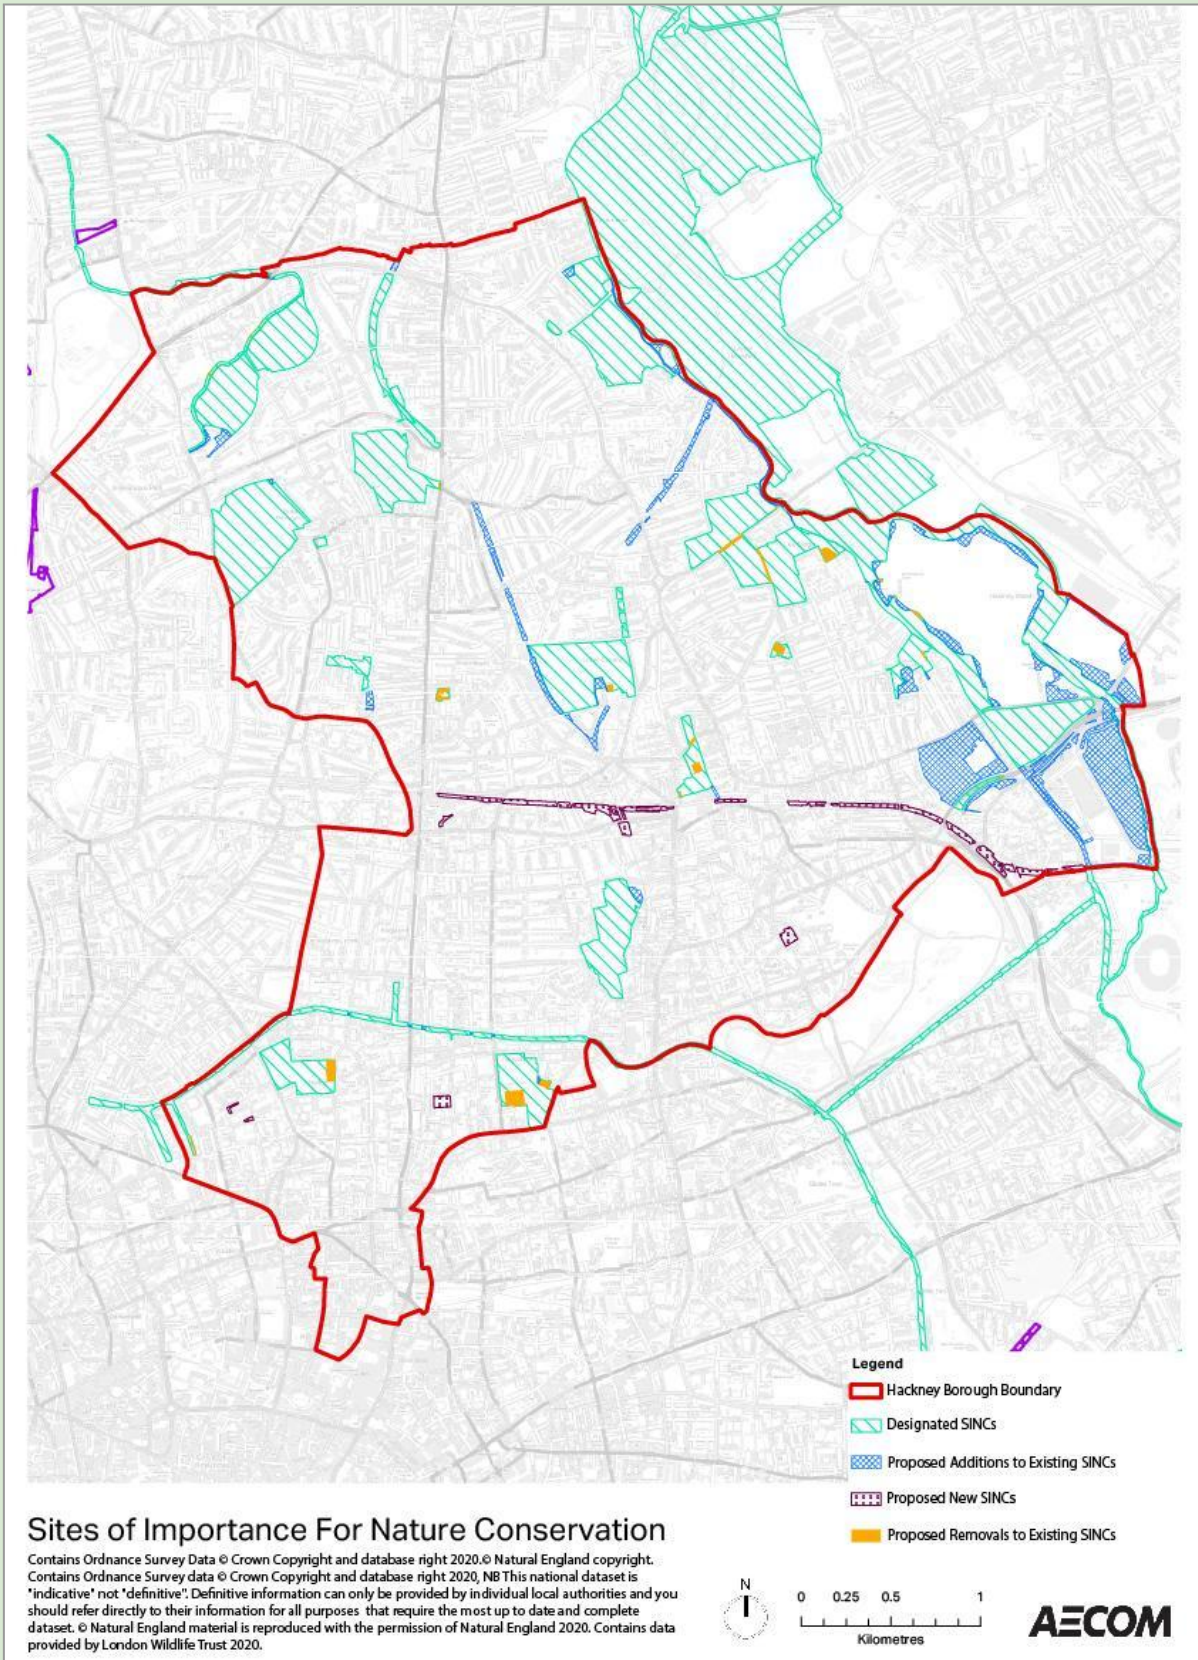 Legend
Hackney Borough Boundary
Designated SINCs
Proposed Additions to Existing SINCs
Proposed New SINCs
Proposed Removals to Existing SINCs
Sites of Importance For Nature Conservation
Contains Ordnance Survey Data © Crown Copyright and database right 2020.© Natural England copyright.
Contains Ordnance Survey data © Crown Copyright and database right 2020, NB This national dataset is
"indicative" not "definitive". Definitive information can only be provided by individual local authorities and you
should refer directly to their information for all purposes that require the most up to date and complete
dataset. © Natural England material is reproduced with the permission of Natural England 2020. Contains data
provided by London Wildlife Trust 2020.
N
0 0.25 0.5 1
Kilometres
AECOM